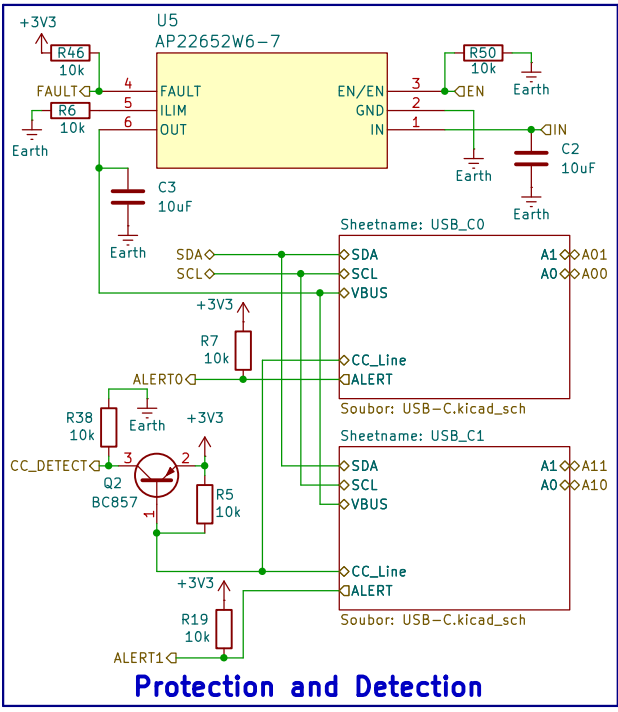 +3V3
U5
AP22652W6-7
R46
10k
R50
10k
Earth
FAULT
4
FAULT
EN/EN
3
EN
R6
10k
5
ILIM
GND
2
Earth
6
OUT
IN
1
IN
C3
10uF
Earth
Earth
C2
10uF
Earth
Sheetname: USB_C0
SDA
SDA
A1
A01
SCL
SCL
A0
A00
VBUS
+3V3
R7
10k
CC_Line
ALERT0
ALERT
Soubor: USB-C.kicad_sch
R38
10k
Earth
+3V3
Sheetname: USB_C1
CC_DETECT
3
2
SDA
A1
A11
Q2
BC857
SCL
A0
A10
R5
10k
VBUS
1
CC_Line
+3V3
ALERT
R19
10k
Soubor: USB-C.kicad_sch
ALERT1
Protection and Detection